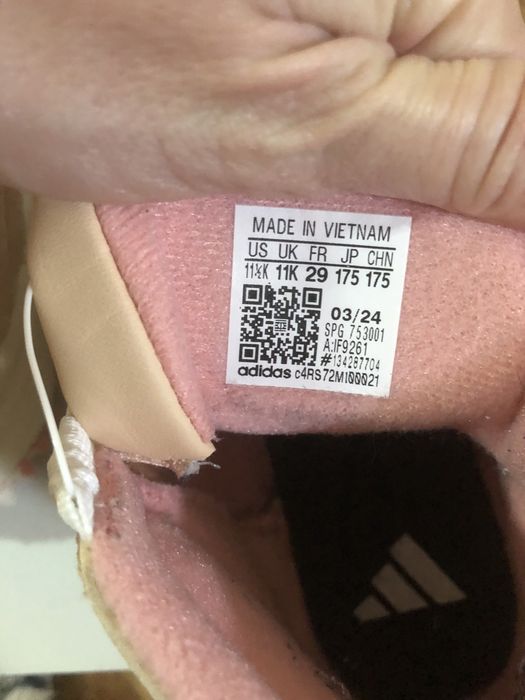 MADE IN VIETNAM
US UK FR JP CHN
11½K 11K 29 175 175
03/24
SPG 753001
A:IF9261
#134287704
adidas c4RS72M100021